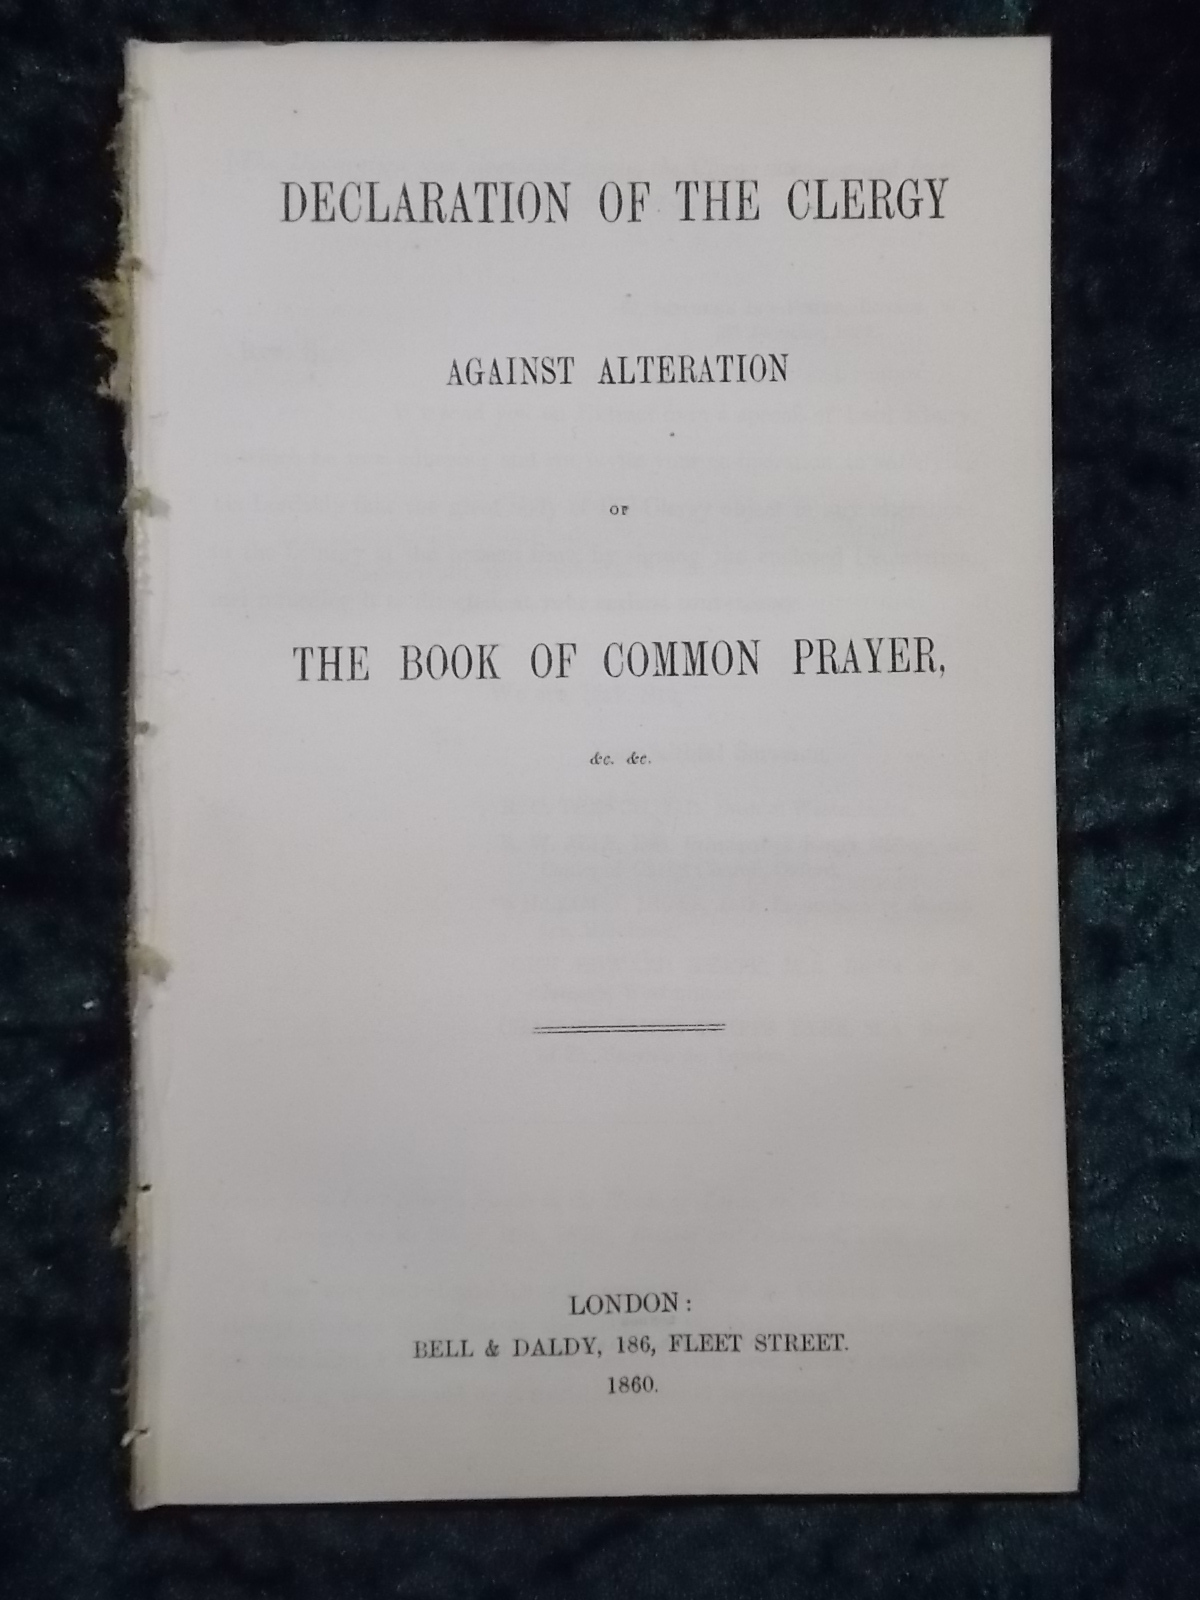 DECLARATION OF THE CLERGY
AGAINST ALTERATION
OF
THE BOOK OF COMMON PRAYER,
&c. &c.
LONDON:
BELL & DALDY, 186, FLEET STREET.
1860.